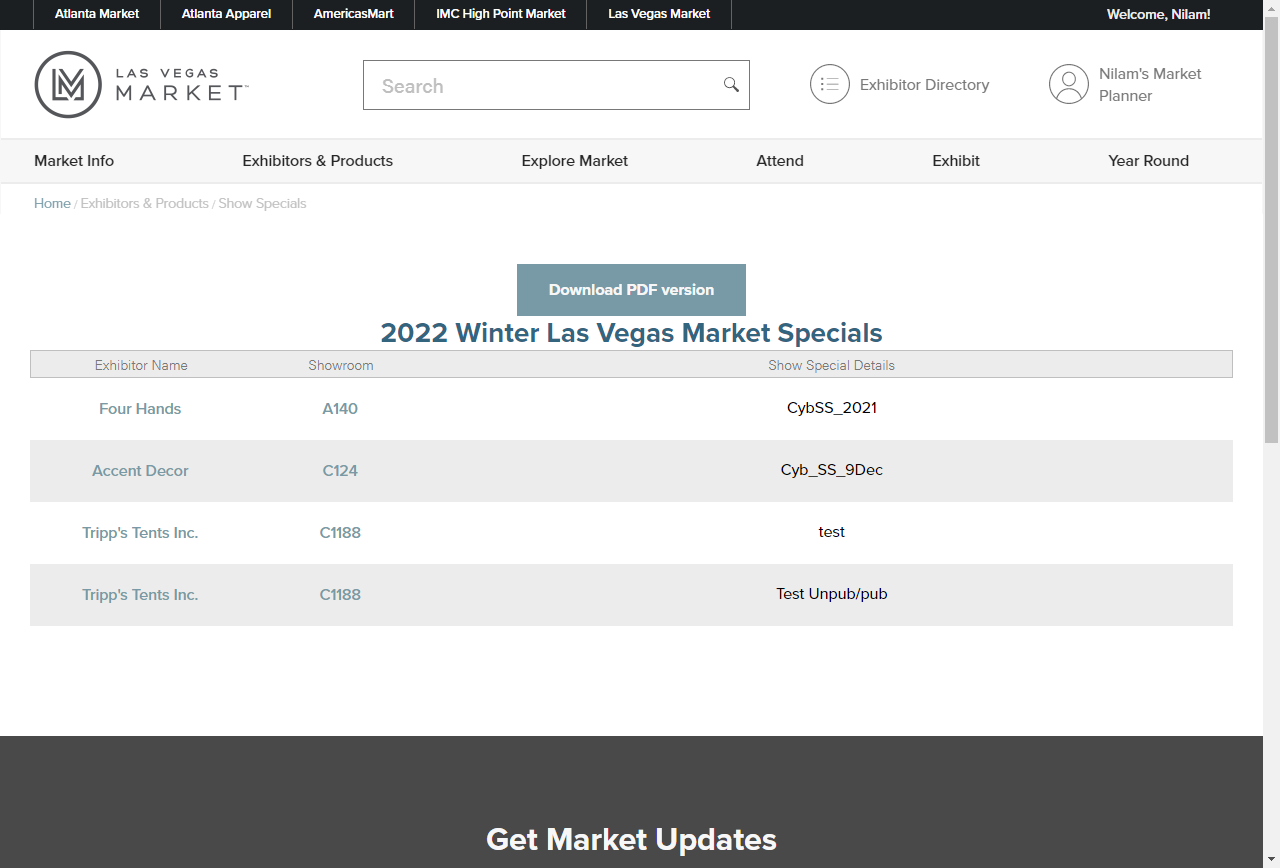 Atlanta Market Atlanta Apparel AmericasMart IMC High Point Market Las Vegas Market Welcome, Nilam!
LAS VEGAS
MARKET™
Search
Exhibitor Directory
Nilam's Market
Planner
Market Info Exhibitors & Products Explore Market Attend Exhibit Year Round
Home / Exhibitors & Products / Show Specials
Download PDF version
2022 Winter Las Vegas Market Specials
Exhibitor Name Showroom Show Special Details
Four Hands A140 CybSS_2021
Accent Decor C124 Cyb_SS_9Dec
Tripp's Tents Inc. C1188 test
Tripp's Tents Inc. C1188 Test Unpub/pub
Get Market Updates